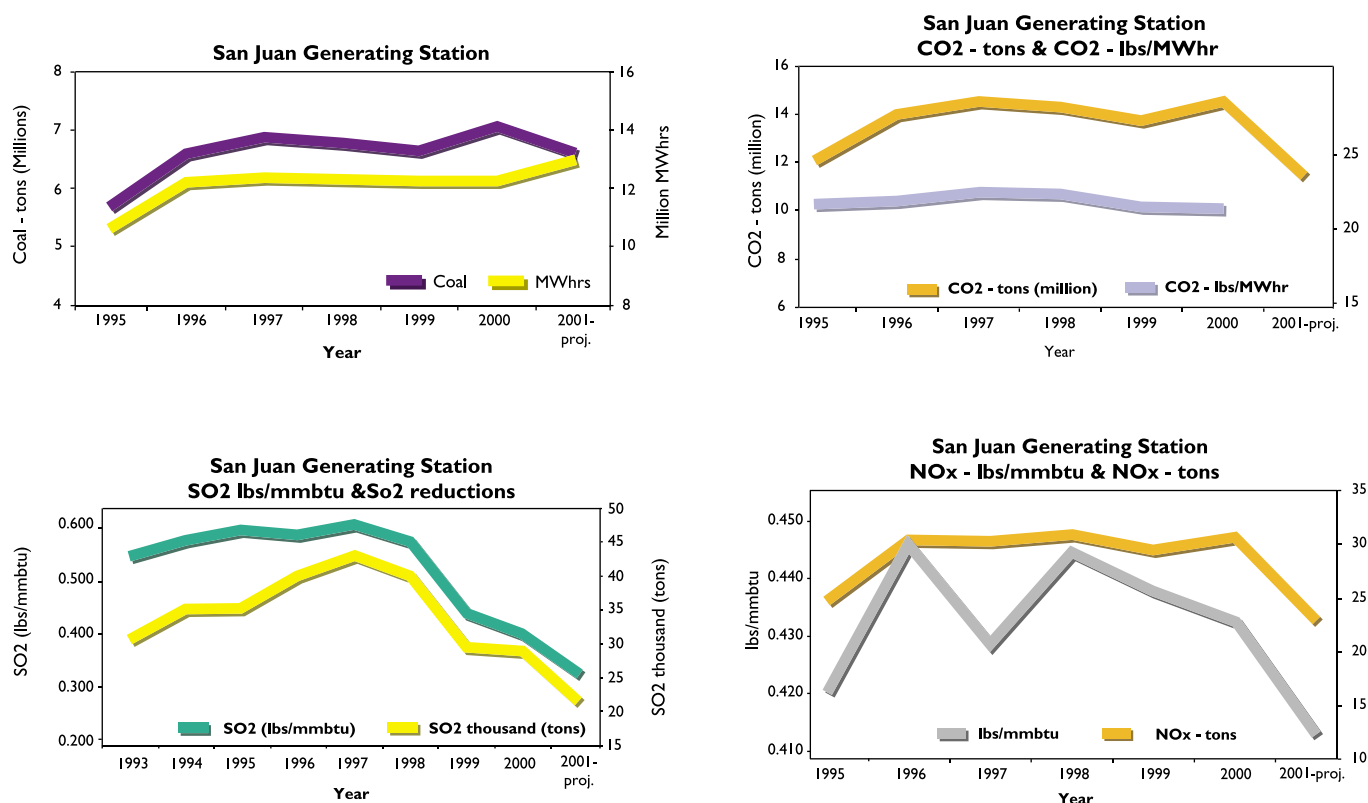 San Juan Generating Station
8
7
6
5
4
Coal - tons (Millions)
16
14
12
10
8
Million MWhrs
Coal
MWhrs
1995
1996
1997
1998
1999
2000
2001-
proj.
Year
San Juan Generating Station
CO2 - tons & CO2 - lbs/MWhr
16
14
12
10
8
6
CO2 - tons (million)
25
20
15
CO2 - tons (million)
CO2 - lbs/MWhr
1995
1996
1997
1998
1999
2000
2001-proj.
Year
San Juan Generating Station
SO2 lbs/mmbtu &So2 reductions
0.600
0.500
0.400
0.300
0.200
SO2 (lbs/mmbtu)
50
45
40
35
30
25
20
15
SO2 thousand (tons)
SO2 (lbs/mmbtu)
SO2 thousand (tons)
1993
1994
1995
1996
1997
1998
1999
2000
2001-
proj.
Year
San Juan Generating Station
NOx - lbs/mmbtu & NOx - tons
0.450
0.440
0.430
0.420
0.410
lbs/mmbtu
35
30
25
20
15
10
lbs/mmbtu
NOx - tons
1995
1996
1997
1998
1999
2000
2001-proj.
Year